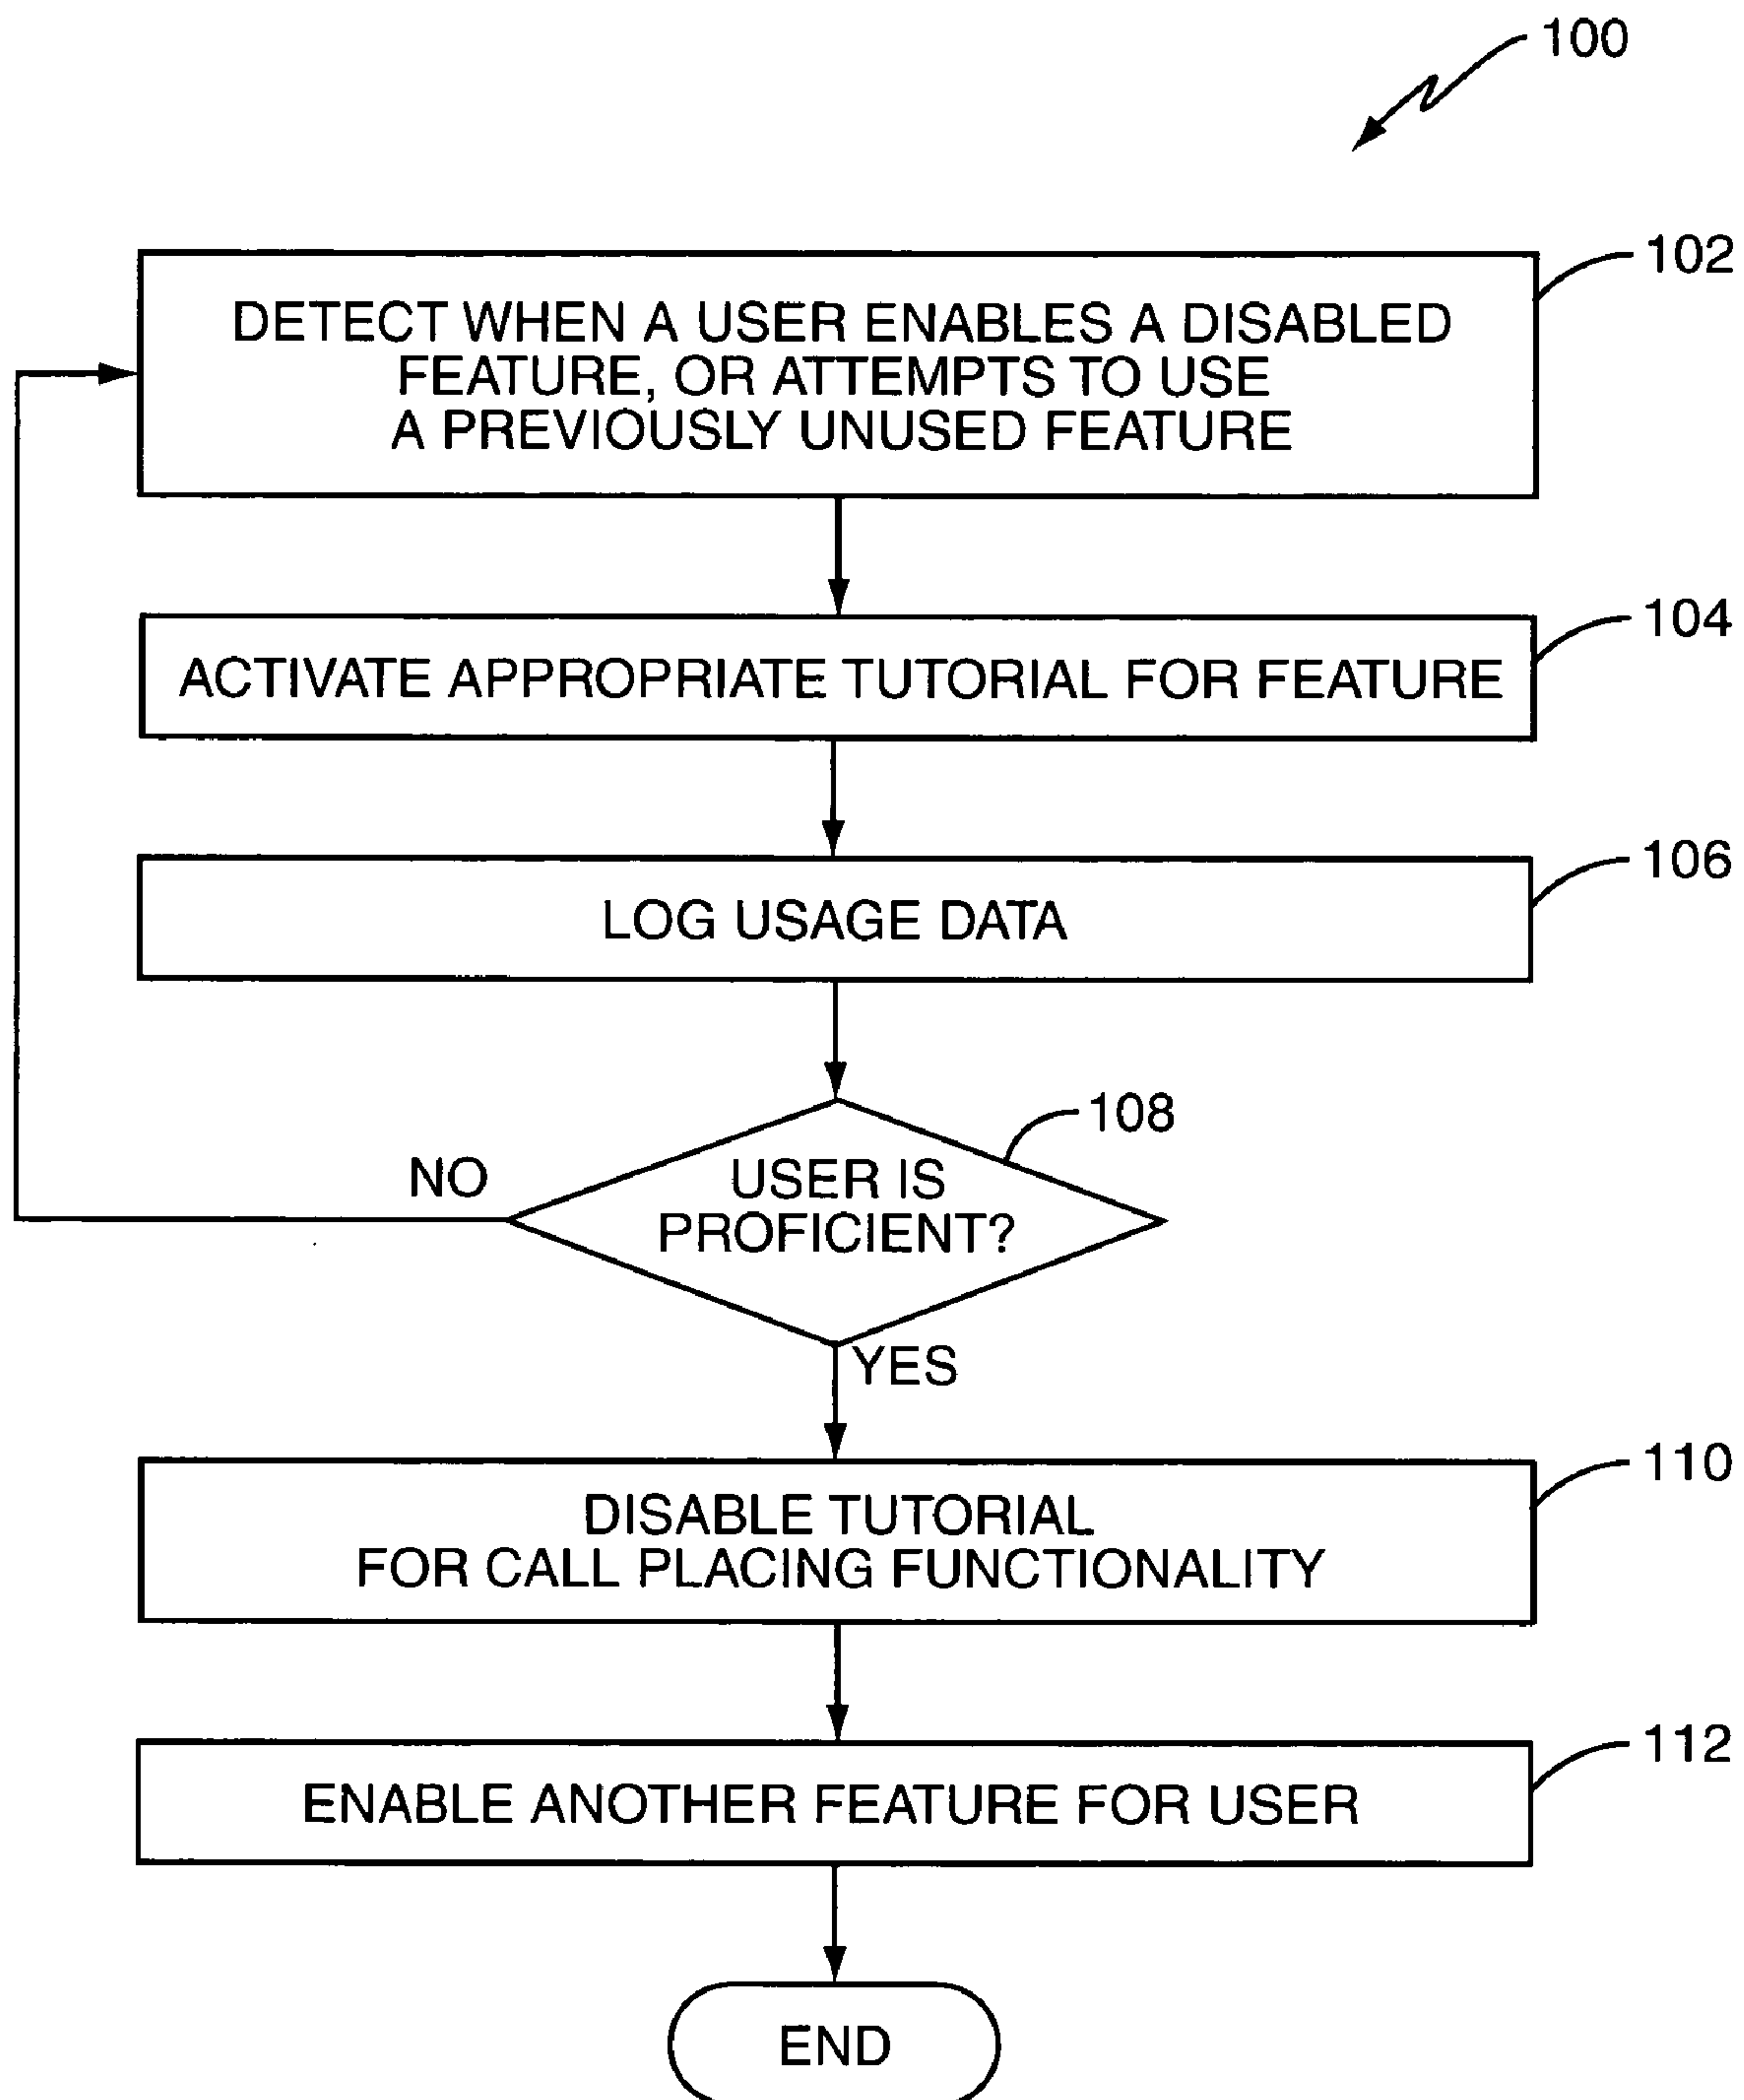 100
102
DETECT WHEN A USER ENABLES A DISABLED
FEATURE, OR ATTEMPTS TO USE
A PREVIOUSLY UNUSED FEATURE
104
ACTIVATE APPROPRIATE TUTORIAL FOR FEATURE
106
LOG USAGE DATA
108
NO
USER IS
PROFICIENT?
YES
110
DISABLE TUTORIAL
FOR CALL PLACING FUNCTIONALITY
112
ENABLE ANOTHER FEATURE FOR USER
END